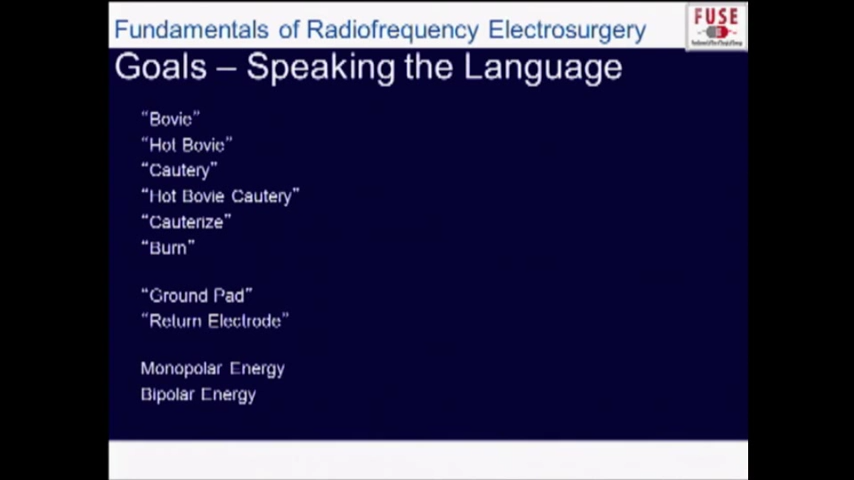 Fundamentals of Radiofrequency Electrosurgery
FUSE
Goals – Speaking the Language
“Bovie”
“Hot Bovie”
“Cautery”
“Hot Bovie Cautery”
“Cauterize”
“Burn”
“Ground Pad”
“Return Electrode”
Monopolar Energy
Bipolar Energy